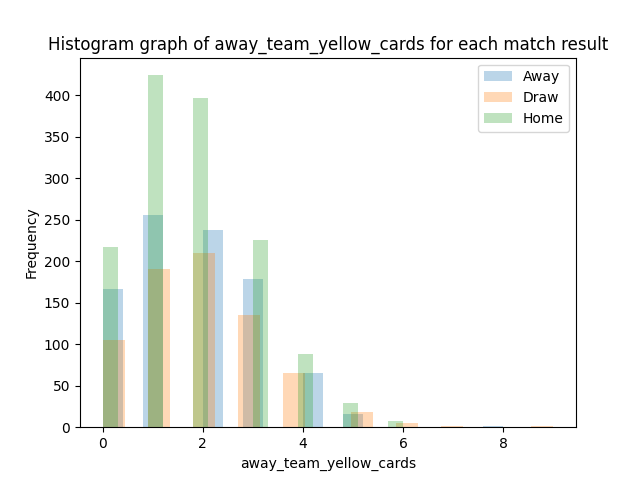 Histogram graph of away_team_yellow_cards for each match result
Away
Draw
Home
Frequency
400
350
300
250
200
150
100
50
0
0 2 4 6 8
away_team_yellow_cards